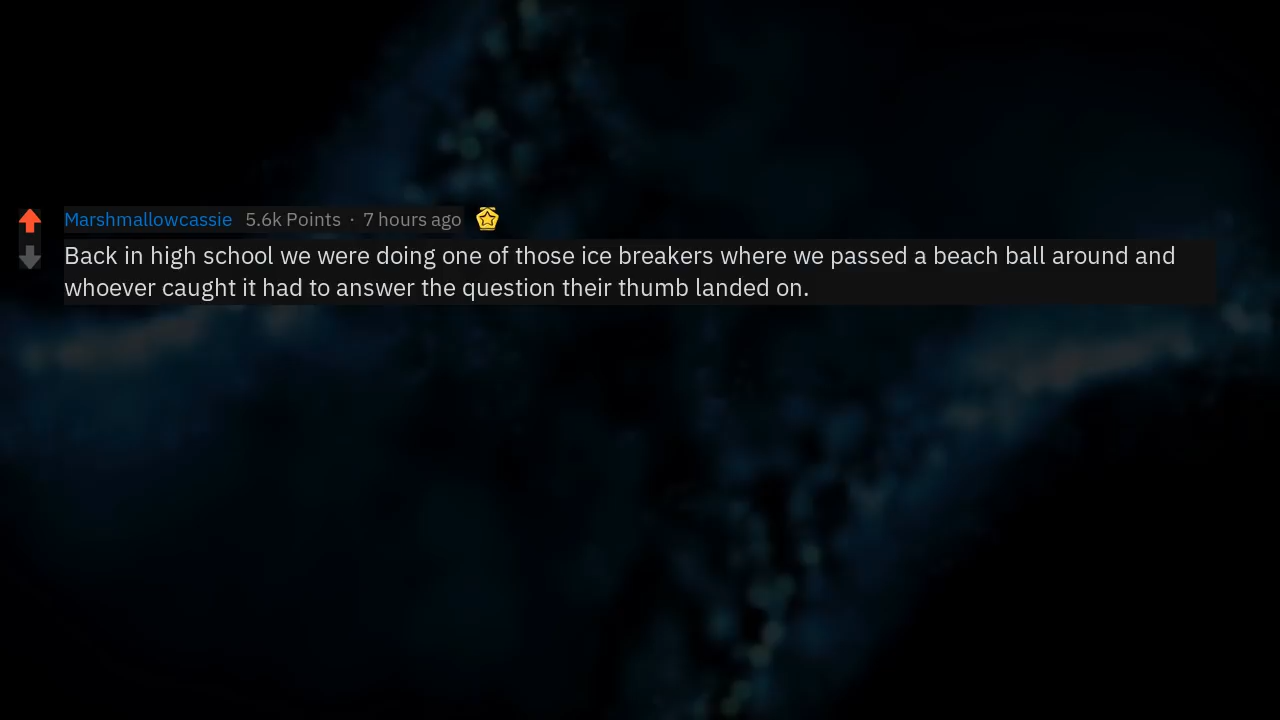 Marshmallowcassie 5.6k Points · 7 hours ago
Back in high school we were doing one of those ice breakers where we passed a beach ball around and
whoever caught it had to answer the question their thumb landed on.